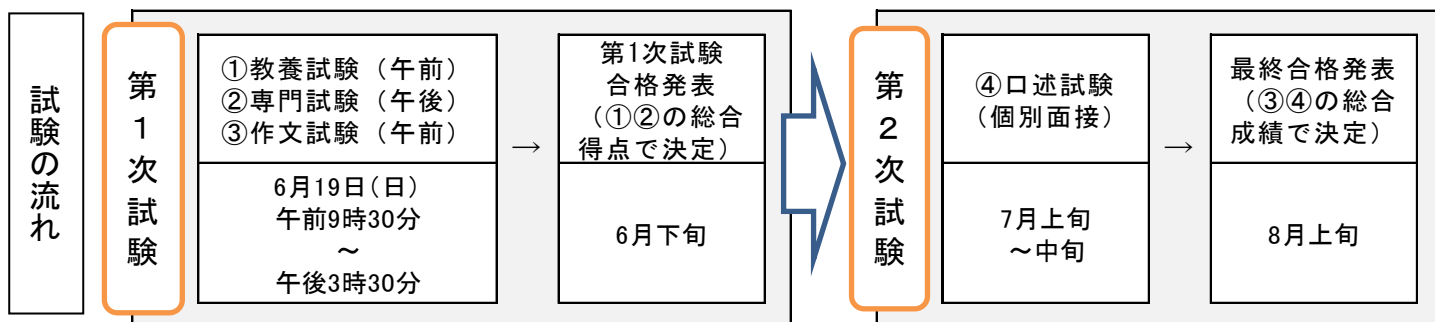 試験の流れ
第1次試験
①教養試験（午前）
②専門試験（午後）
③作文試験（午前）
6月19日（日）
午前9時30分
～
午後3時30分
→
第1次試験
合格発表
（①②の総合
得点で決定）
6月下旬
第2次試験
④口述試験
（個別面接）
7月上旬
～中旬
→
最終合格発表
（③④の総合
成績で決定）
8月上旬